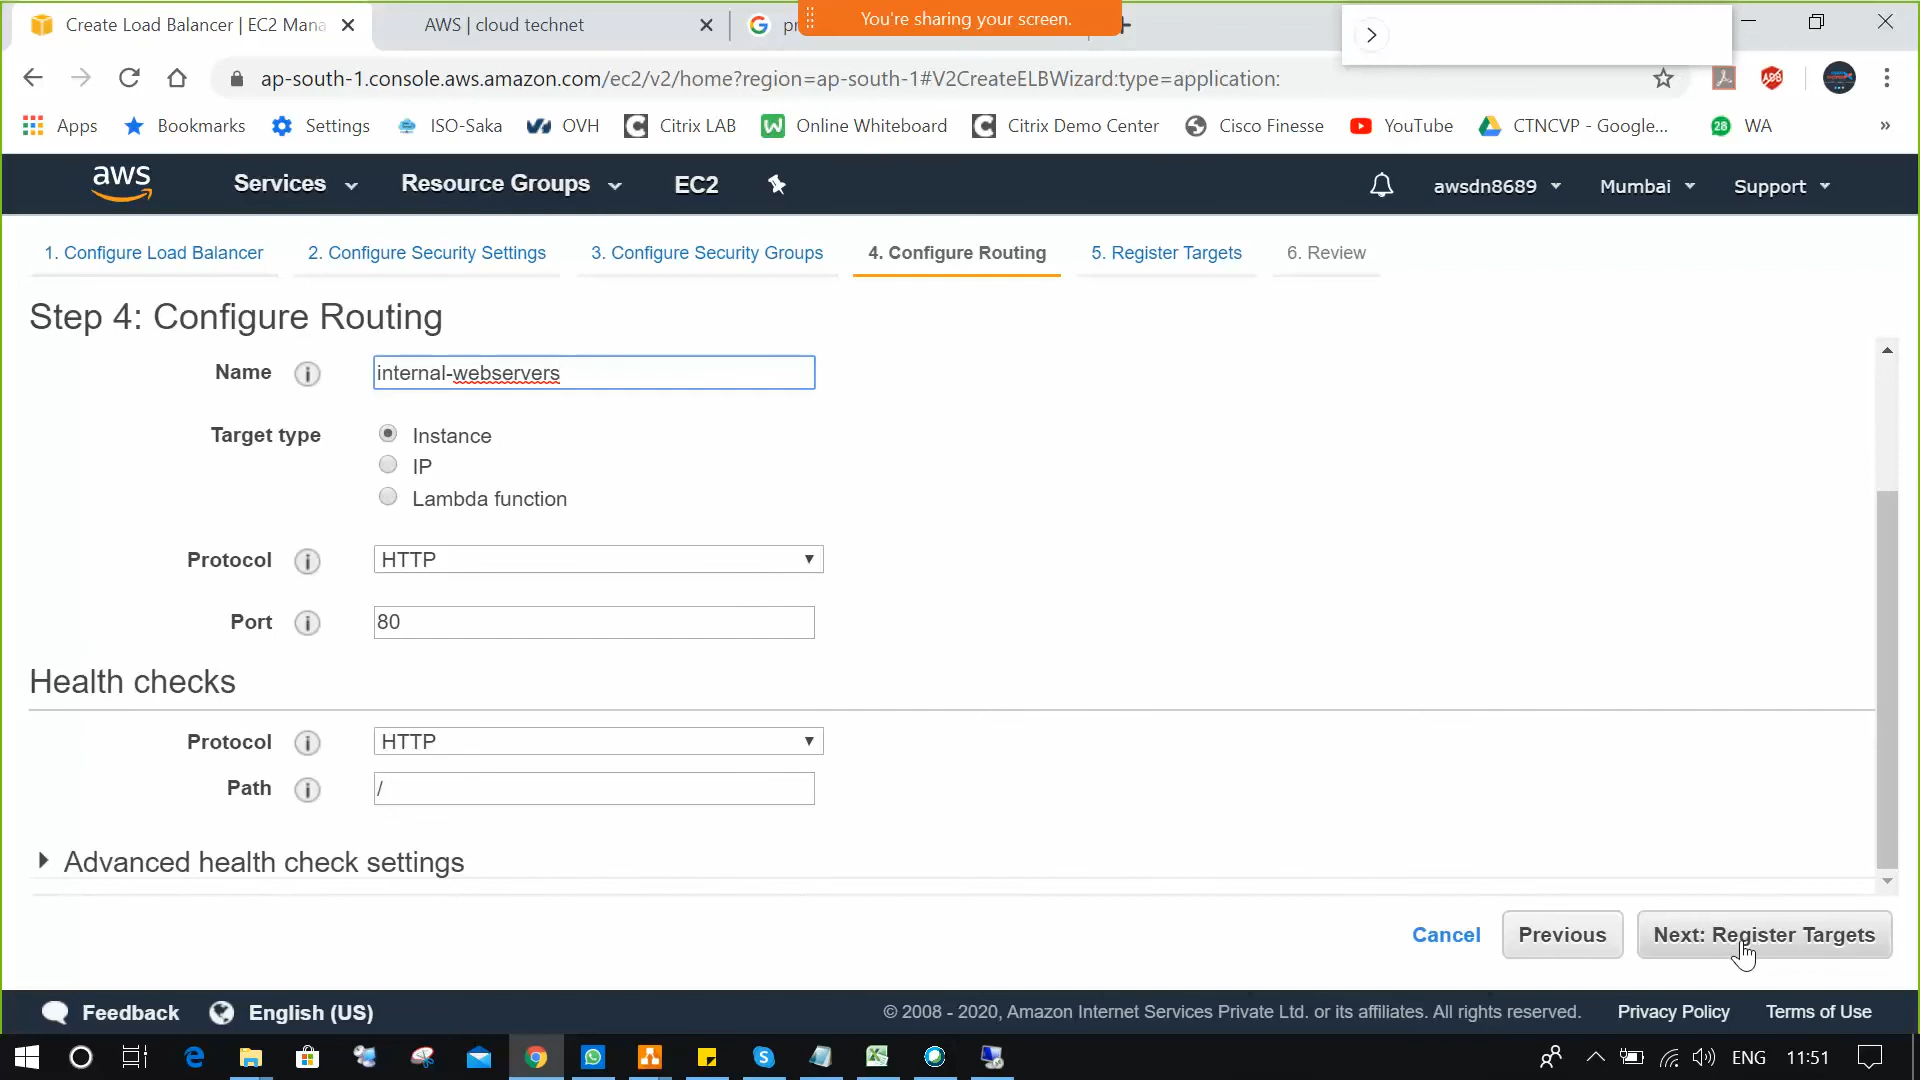 Create Load Balancer | EC2 Mana
AWS | cloud technet
pr
You're sharing your screen.
ap-south-1.console.aws.amazon.com/ec2/v2/home?region=ap-south-1#V2CreateELBWizard:type=application:
Apps
Bookmarks
Settings
ISO-Saka
OVH
Citrix LAB
Online Whiteboard
Citrix Demo Center
Cisco Finesse
YouTube
CTNCVP - Google...
28
WA
»
aws
Services
Resource Groups
EC2
awsdn8689
Mumbai
Support
1. Configure Load Balancer
2. Configure Security Settings
3. Configure Security Groups
4. Configure Routing
5. Register Targets
6. Review
Step 4: Configure Routing
Name
internal-webservers
Target type
Instance
IP
Lambda function
Protocol
HTTP
Port
80
Health checks
Protocol
HTTP
Path
/
Advanced health check settings
Cancel
Previous
Next: Register Targets
Feedback
English (US)
© 2008 - 2020, Amazon Internet Services Private Ltd. or its affiliates. All rights reserved.
Privacy Policy
Terms of Use
ENG
11:51